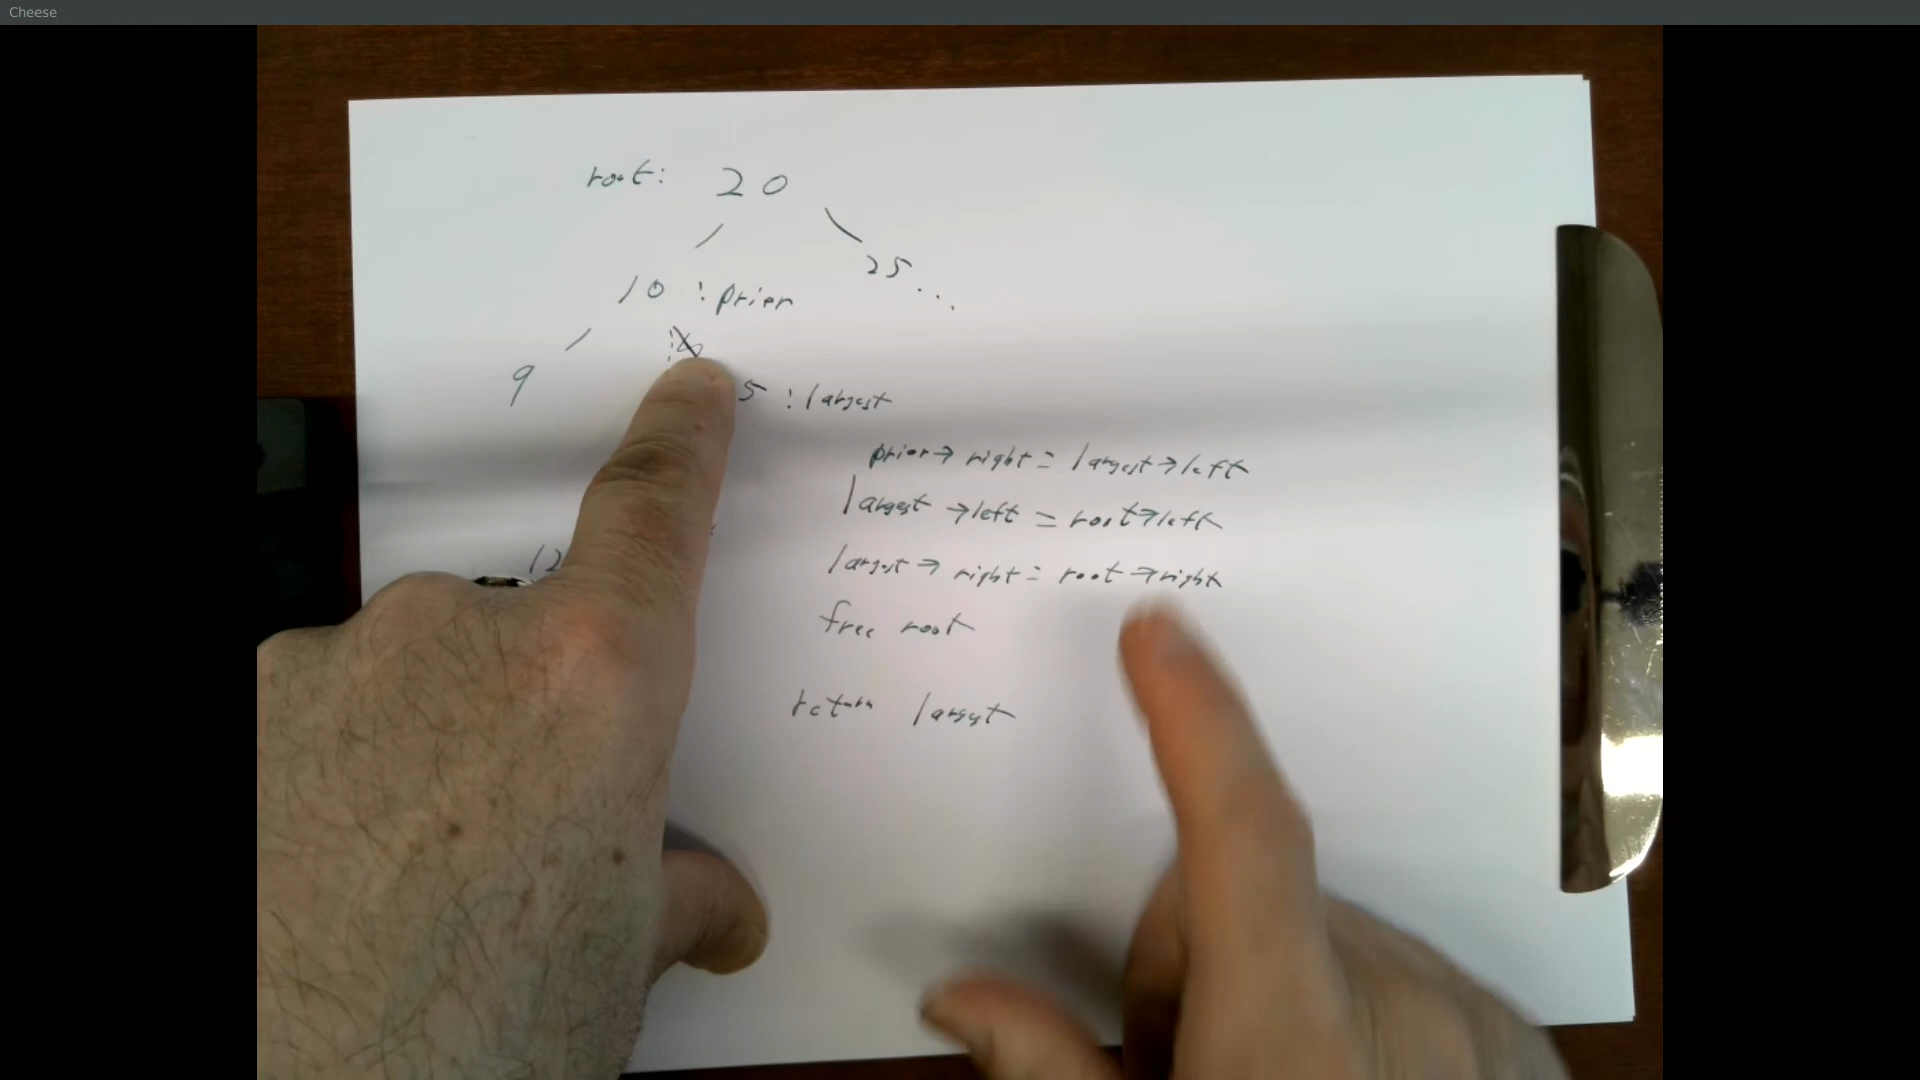 Cheese
root: 20
25...
10 : prior
9
5 : largest
prior→ right = largest→left
largest →left = root→left
12
largest → right = root →right
free root
return largest